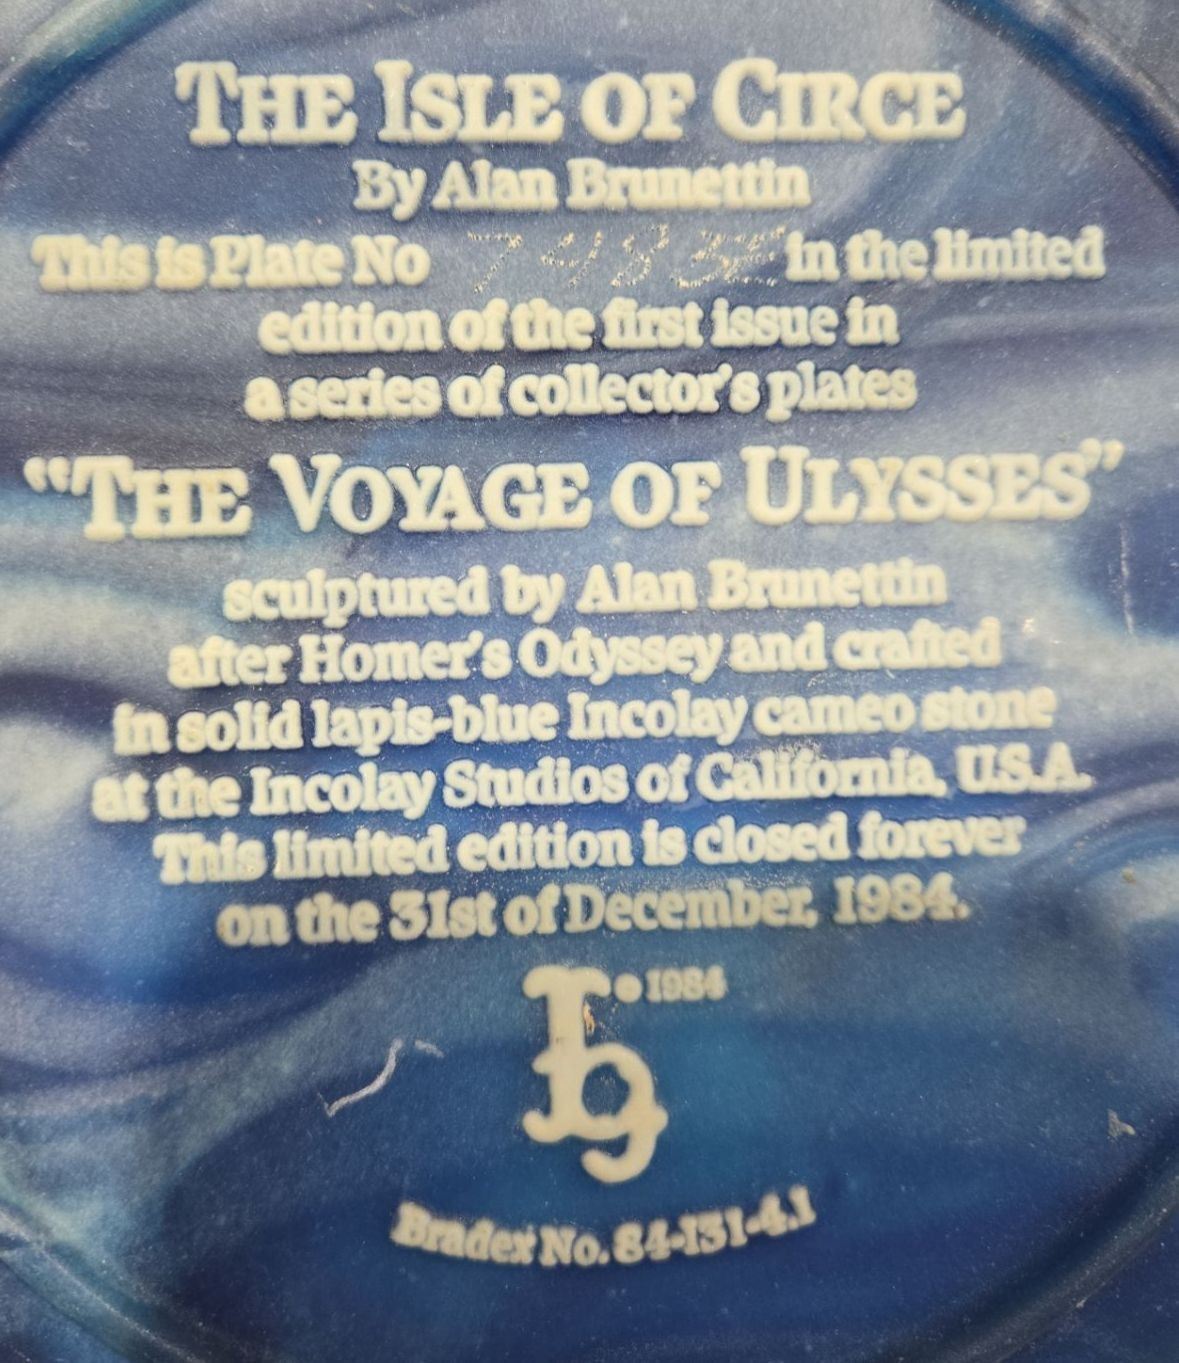 THE ISLE OF CIRCE
By Alan Brunettin
This is Plate No 7483 in the limited
edition of the first issue in
a series of collector's plates
"THE VOYAGE OF ULYSSES"
sculptured by Alan Brunettin
after Homer's Odyssey and crafted
in solid lapis-blue Incolay cameo stone
at the Incolay Studios of California, U.S.A.
This limited edition is closed forever
on the 31st of December, 1984.
© 1984
Bradex No. 84-131-4.1